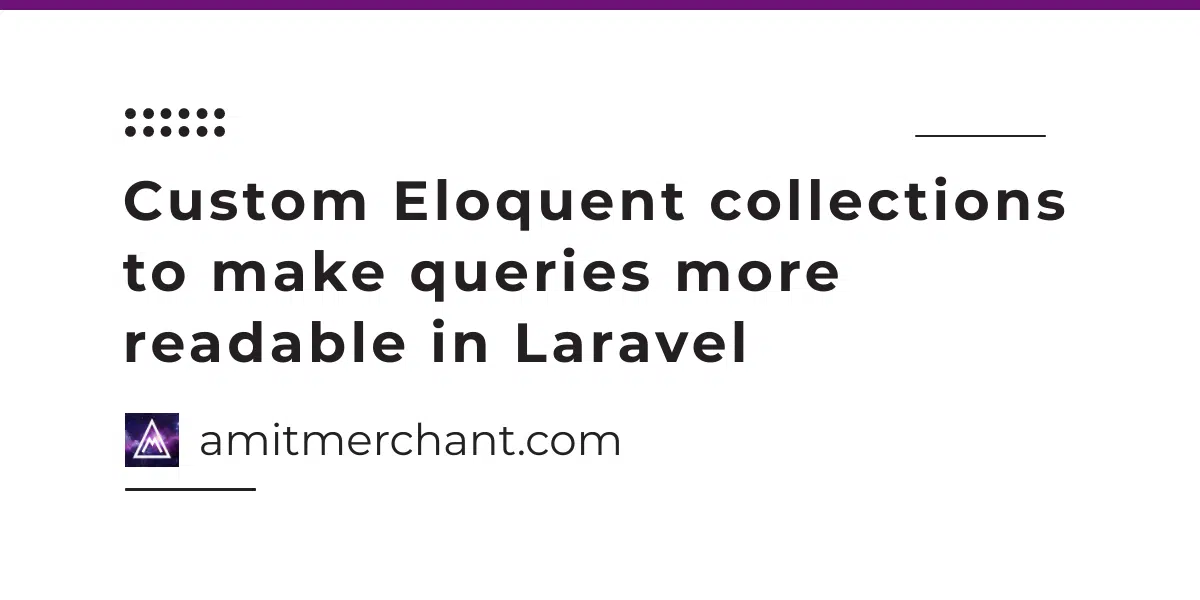 Custom Eloquent collections
to make queries more
readable in Laravel
amitmerchant.com